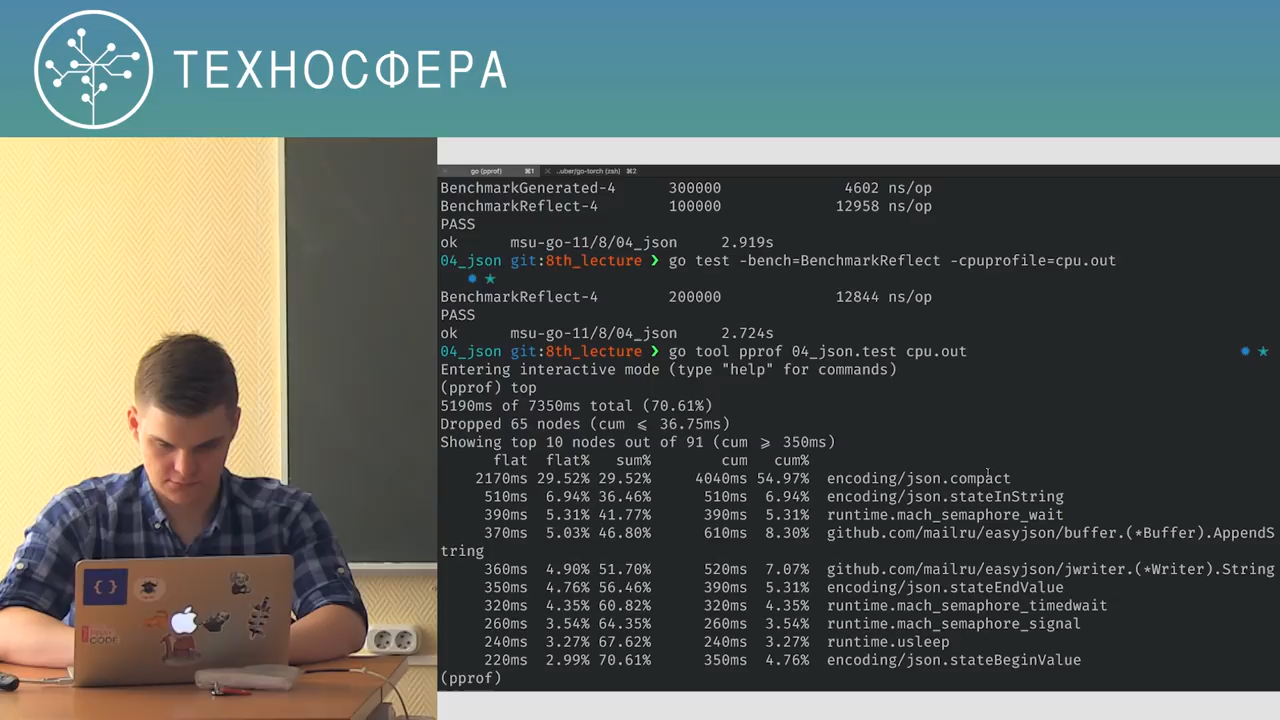 ТЕХНОСФЕРА
go (pprof) ⌘1 ..uber/go-torch (zsh) ⌘2
BenchmarkGenerated-4 300000 4602 ns/op
BenchmarkReflect-4 100000 12958 ns/op
PASS
ok msu-go-11/8/04_json 2.919s
04_json git:8th_lecture ❯ go test -bench=BenchmarkReflect -cpuprofile=cpu.out
BenchmarkReflect-4 200000 12844 ns/op
PASS
ok msu-go-11/8/04_json 2.724s
04_json git:8th_lecture ❯ go tool pprof 04_json.test cpu.out
Entering interactive mode (type "help" for commands)
(pprof) top
5190ms of 7350ms total (70.61%)
Dropped 65 nodes (cum ⩽ 36.75ms)
Showing top 10 nodes out of 91 (cum ⩾ 350ms)
flat flat% sum% cum cum%
2170ms 29.52% 29.52% 4040ms 54.97% encoding/json.compact
510ms 6.94% 36.46% 510ms 6.94% encoding/json.stateInString
390ms 5.31% 41.77% 390ms 5.31% runtime.mach_semaphore_wait
370ms 5.03% 46.80% 610ms 8.30% github.com/mailru/easyjson/buffer.(*Buffer).AppendS
tring
360ms 4.90% 51.70% 520ms 7.07% github.com/mailru/easyjson/jwriter.(*Writer).String
350ms 4.76% 56.46% 390ms 5.31% encoding/json.stateEndValue
320ms 4.35% 60.82% 320ms 4.35% runtime.mach_semaphore_timedwait
260ms 3.54% 64.35% 260ms 3.54% runtime.mach_semaphore_signal
240ms 3.27% 67.62% 240ms 3.27% runtime.usleep
220ms 2.99% 70.61% 350ms 4.76% encoding/json.stateBeginValue
(pprof)
{ }
CODE